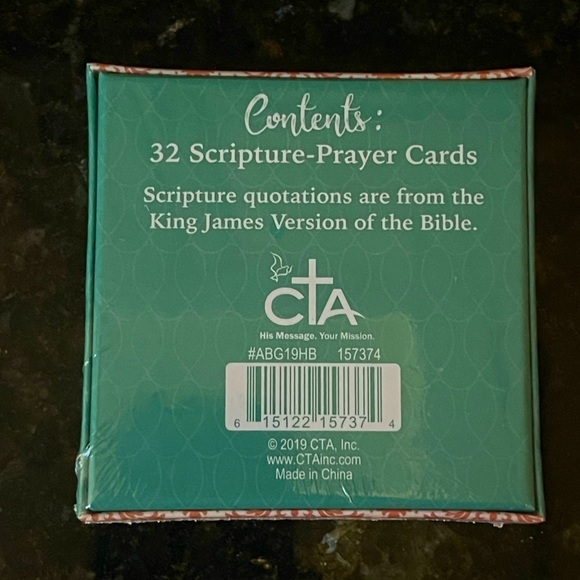 Contents:
32 Scripture-Prayer Cards
Scripture quotations are from the
King James Version of the Bible.
CTA
His Message. Your Mission.
#ABG19HB 157374
6 15122 15737 4
© 2019 CTA, Inc.
www.CTAinc.com
Made in China